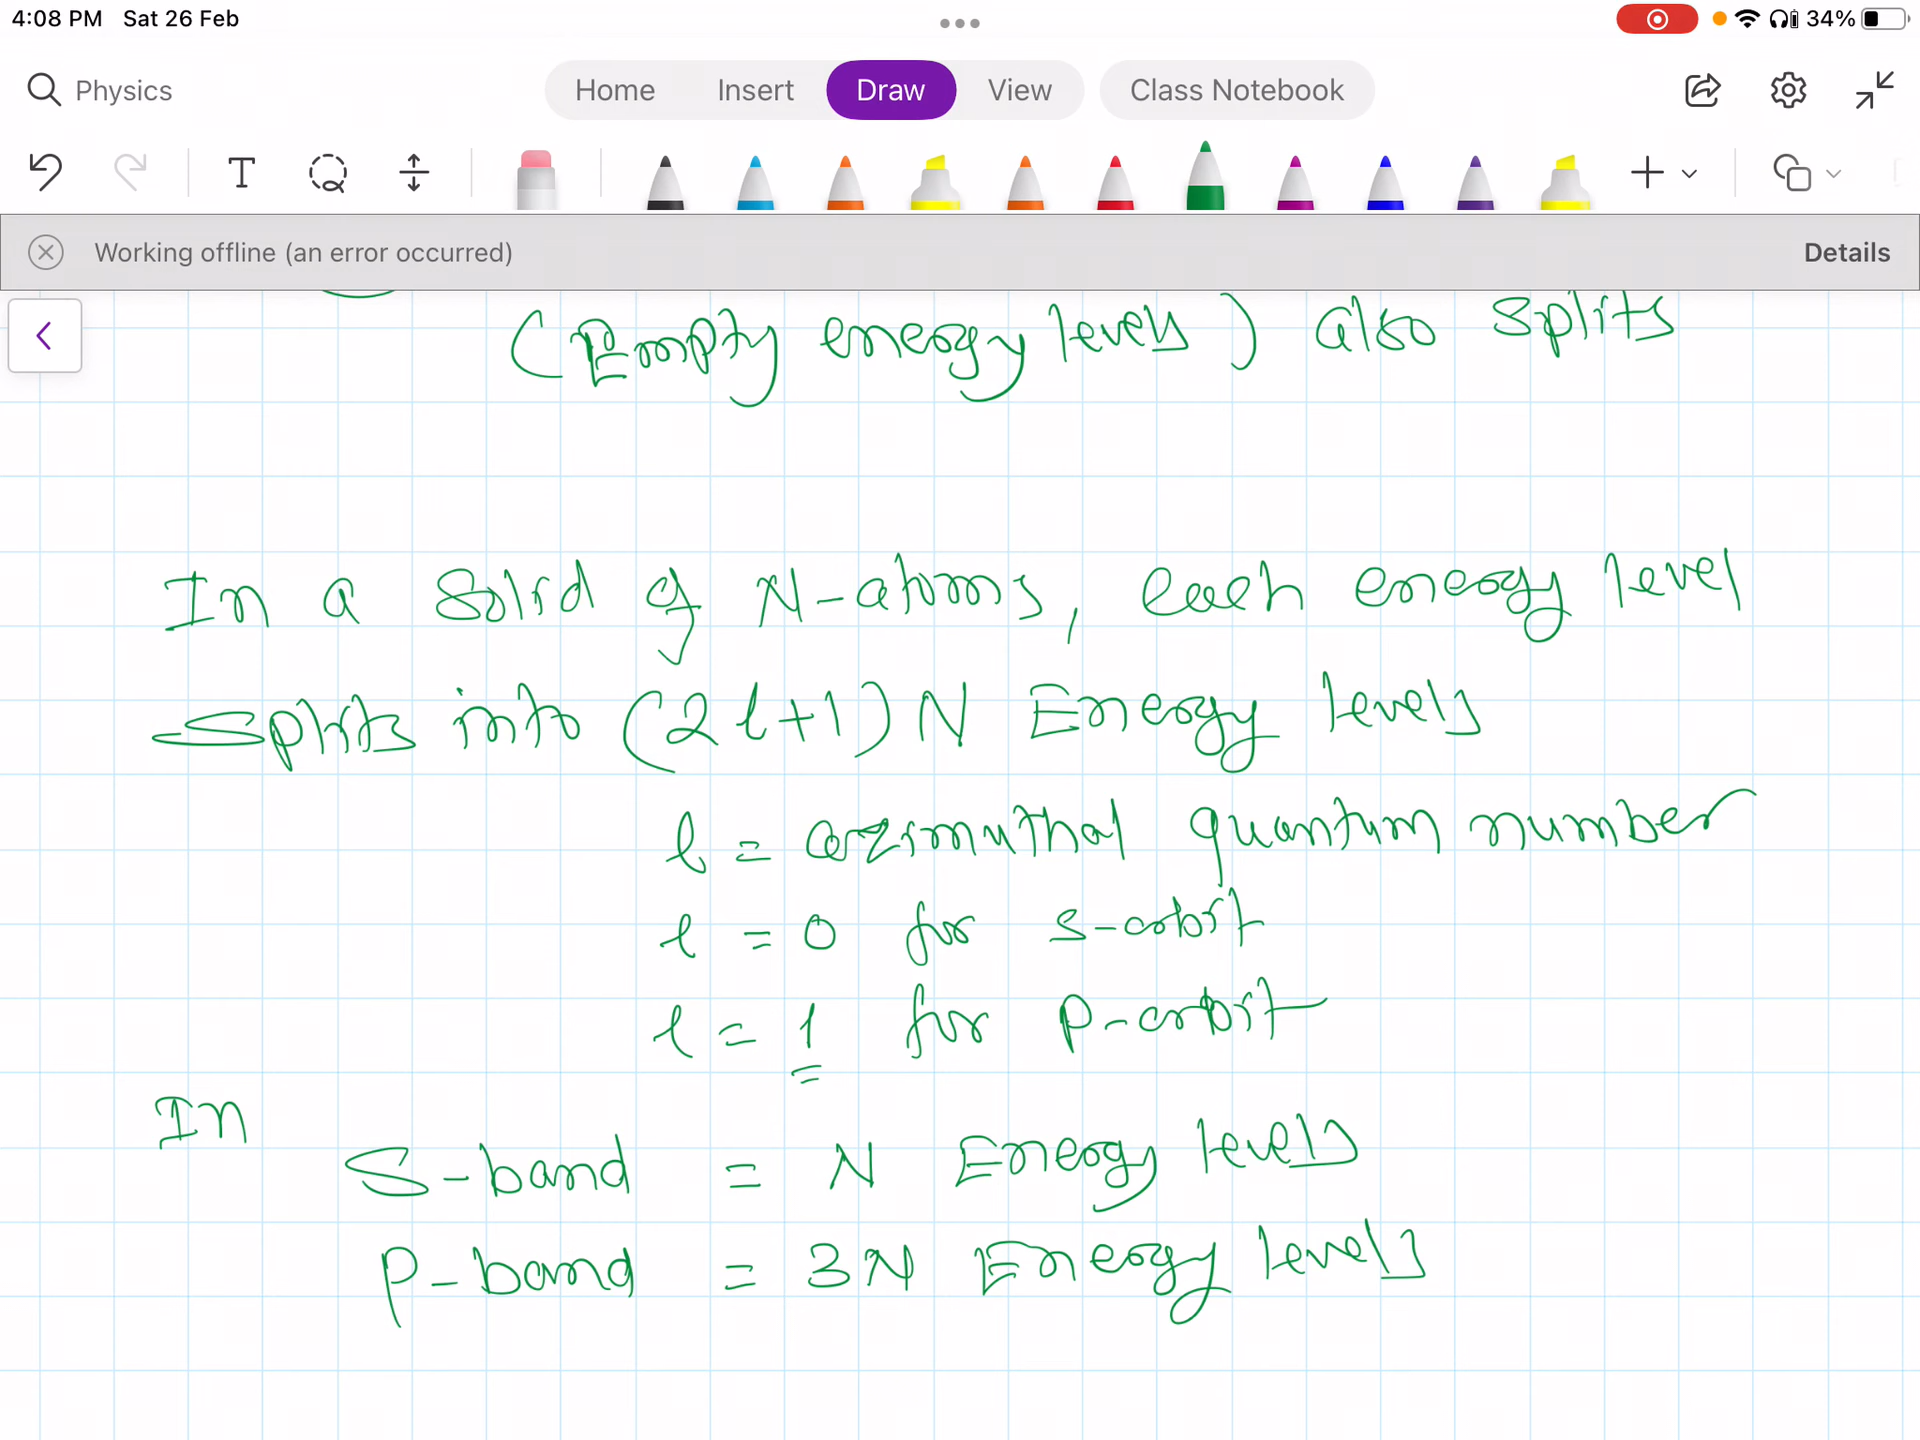 4:08 PM Sat 26 Feb
34%
Physics
Home Insert Draw View Class Notebook
T
Working offline (an error occurred)
Details
(Empty energy levels) also splits
In a solid of N-atoms, each energy level
splits into (2l+1)N Energy levels
l = azimuthal quantum number
l = 0 for s-orbit
l = 1 for p-orbit
In
S-band = N Energy levels
P-band = 3N Energy levels